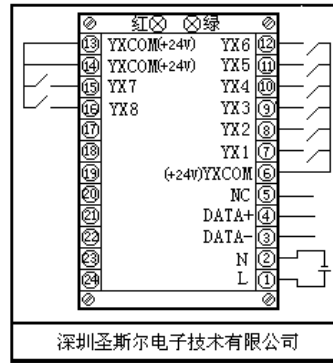 红 绿
13 YXCOM(+24V) YX6 12
14 YXCOM(+24V) YX5 11
15 YX7 YX4 10
16 YX8 YX3 9
17 YX2 8
18 YX1 7
19 (+24V)YXCOM 6
20 NC 5
21 DATA+ 4
22 DATA- 3
23 N 2
24 L 1
深圳圣斯尔电子技术有限公司